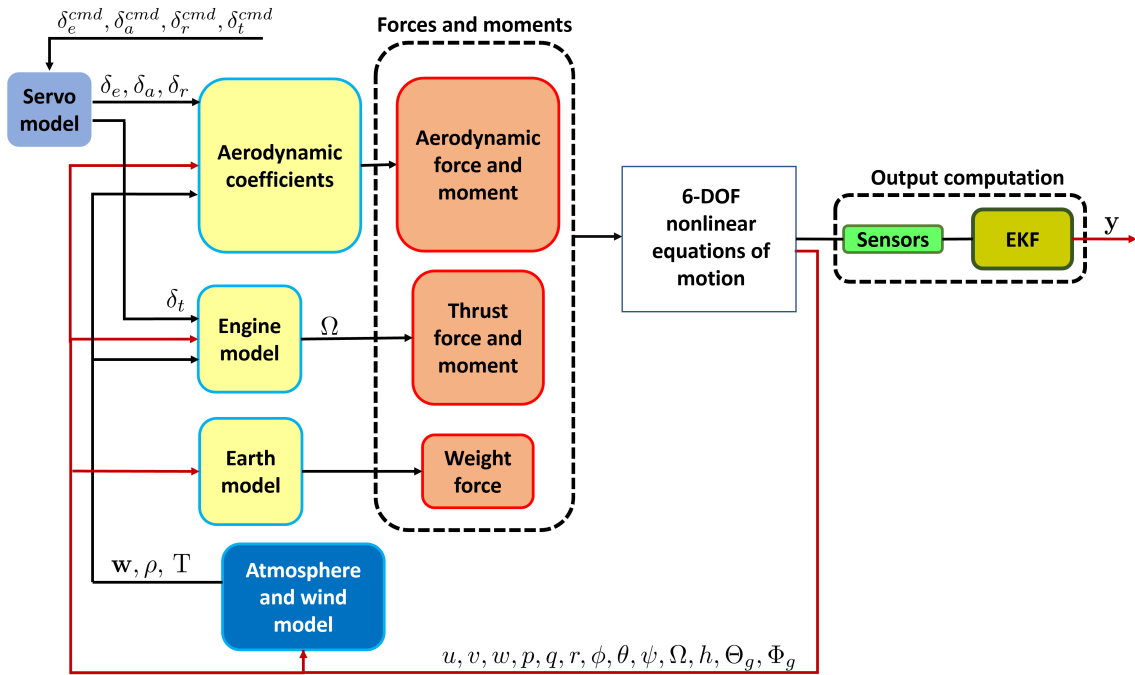 δ_e^{cmd}, δ_a^{cmd}, δ_r^{cmd}, δ_t^{cmd}
Forces and moments
Servo
model
δ_e, δ_a, δ_r
Aerodynamic
coefficients
Aerodynamic
force and
moment
6-DOF
nonlinear
equations of
motion
Output computation
Sensors
EKF
y
δ_t
Engine
model
Ω
Thrust
force and
moment
Earth
model
Weight
force
w, ρ, T
Atmosphere
and wind
model
u, v, w, p, q, r, ϕ, θ, ψ, Ω, h, Θ_g, Φ_g